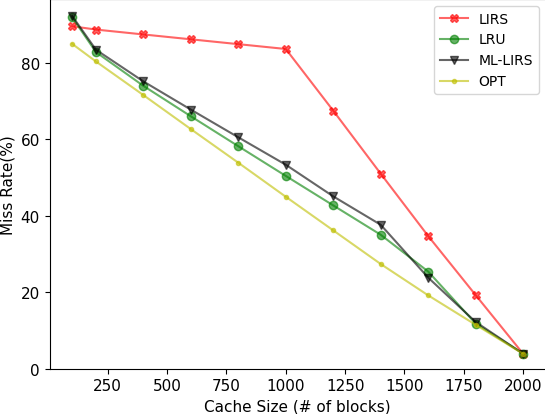 LIRS
LRU
ML-LIRS
OPT
80
60
40
20
0
Miss Rate(%)
250 500 750 1000 1250 1500 1750 2000
Cache Size (# of blocks)